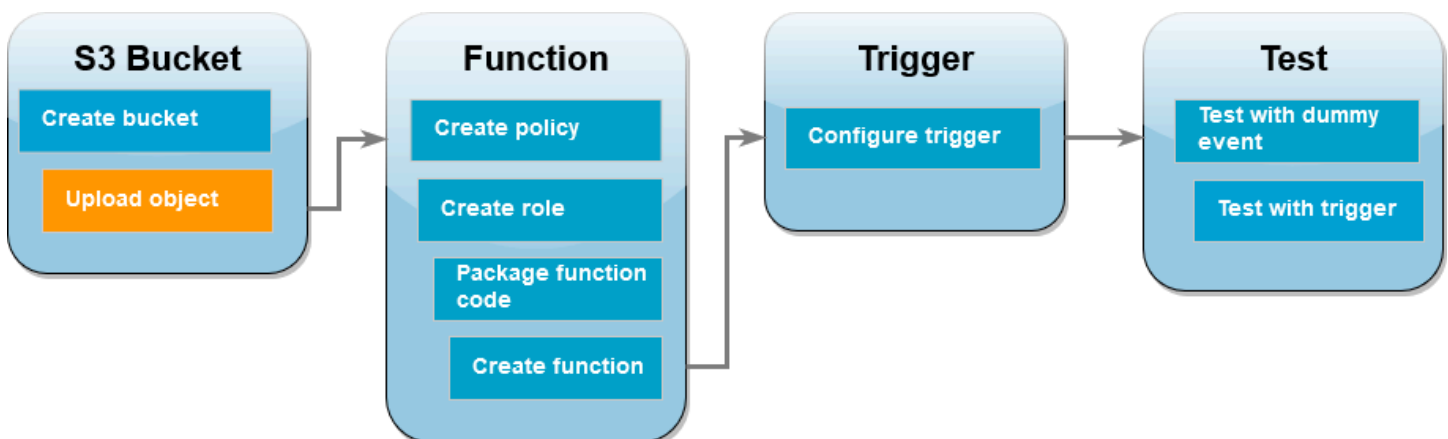 S3 Bucket
Create bucket
Upload object
Function
Create policy
Create role
Package function
code
Create function
Trigger
Configure trigger
Test
Test with dummy
event
Test with trigger